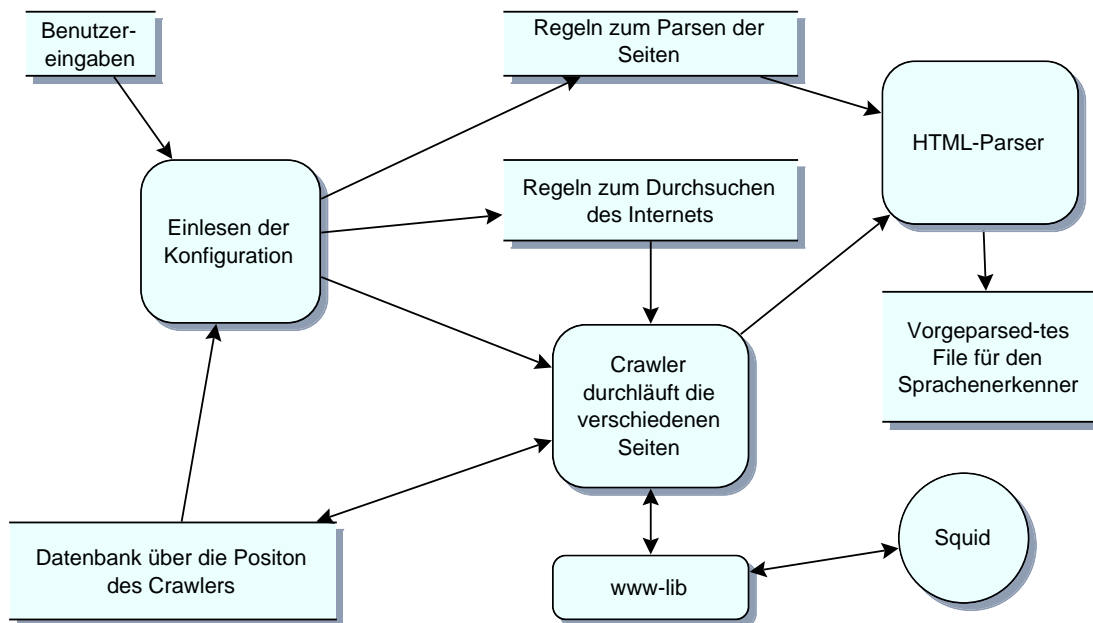 Benutzer-
eingaben
Regeln zum Parsen der
Seiten
HTML-Parser
Einlesen der
Konfiguration
Regeln zum Durchsuchen
des Internets
Vorgeparsed-tes
File für den
Sprachenerkenner
Crawler
durchläuft die
verschiedenen
Seiten
Datenbank über die Positon
des Crawlers
www-lib
Squid